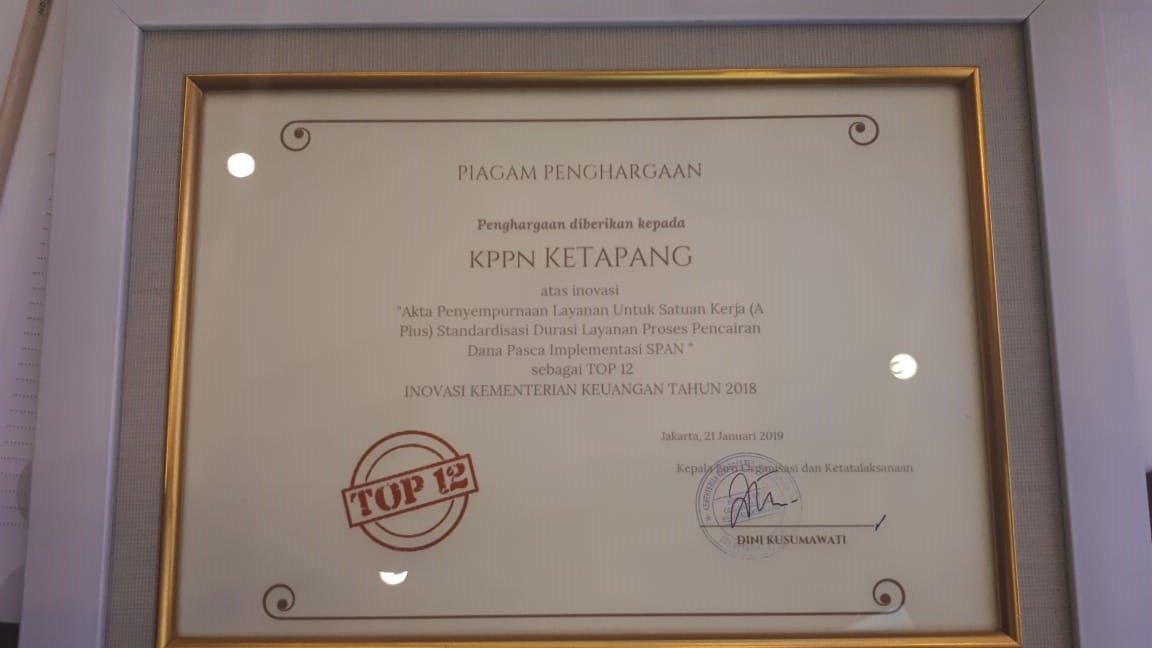 PIAGAM PENGHARGAAN
Penghargaan diberikan kepada
KPPN KETAPANG
atas inovasi
"Akta Penyempurnaan Layanan Untuk Satuan Kerja (A
Plus) Standardisasi Durasi Layanan Proses Pencairan
Dana Pasca Implementasi SPAN "
sebagai TOP 12
INOVASI KEMENTERIAN KEUANGAN TAHUN 2018
TOP 12
Jakarta, 21 Januari 2019
Kepala Biro Organisasi dan Ketatalaksanaan
DINI KUSUMAWATI